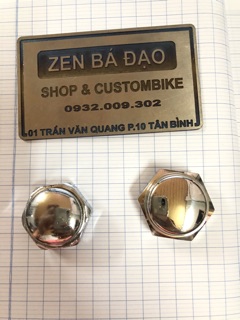 ZEN BÁ ĐẠO
SHOP & CUSTOMBIKE
0932.009.302
01 TRẦN VĂN QUANG P.10 TÂN BÌNH